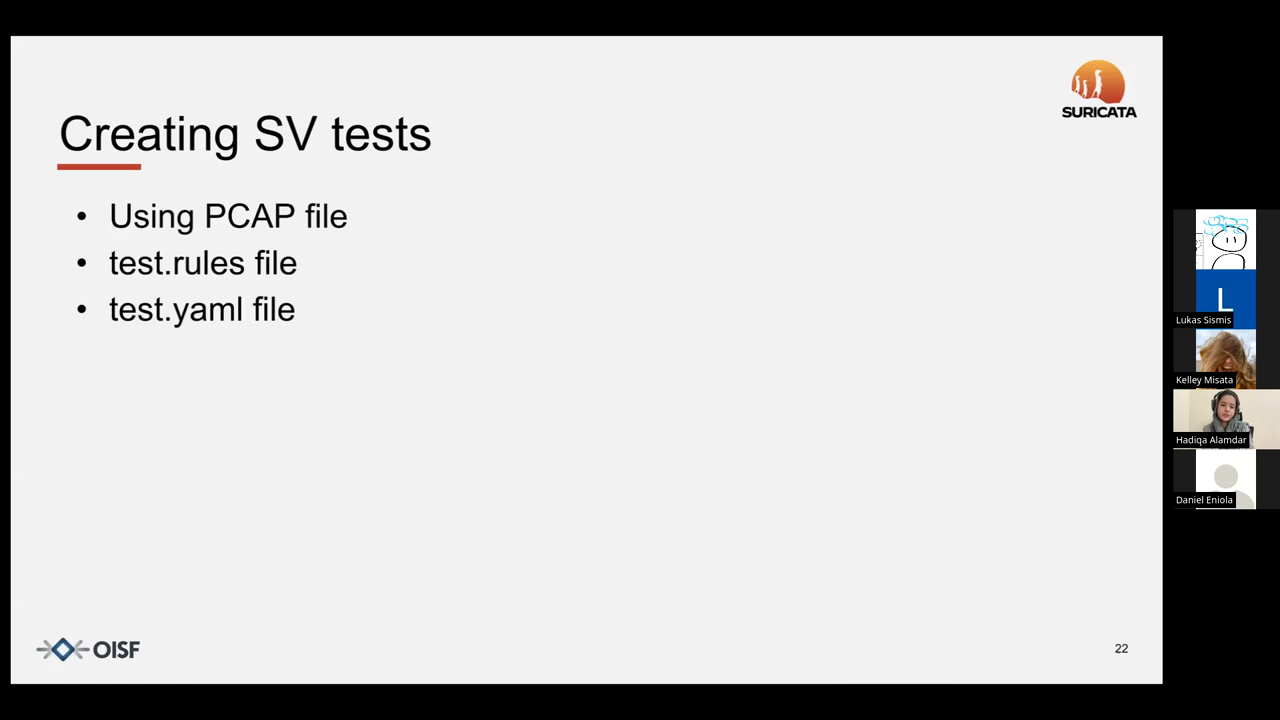 SURICATA
Creating SV tests
• Using PCAP file
• test.rules file
• test.yaml file
OISF
22
L
Lukas Sismis
Kelley Misata
Hadiqa Alamdar
Daniel Eniola